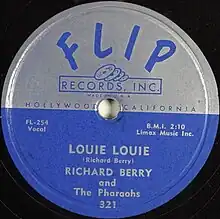 FLIP
RECORDS, INC.
HOLLYWOOD CALIFORNIA
FL-254
Vocal
B.M.I. 2:10
Limax Music Inc.
LOUIE LOUIE
(Richard Berry)
RICHARD BERRY
and
The Pharaohs
321